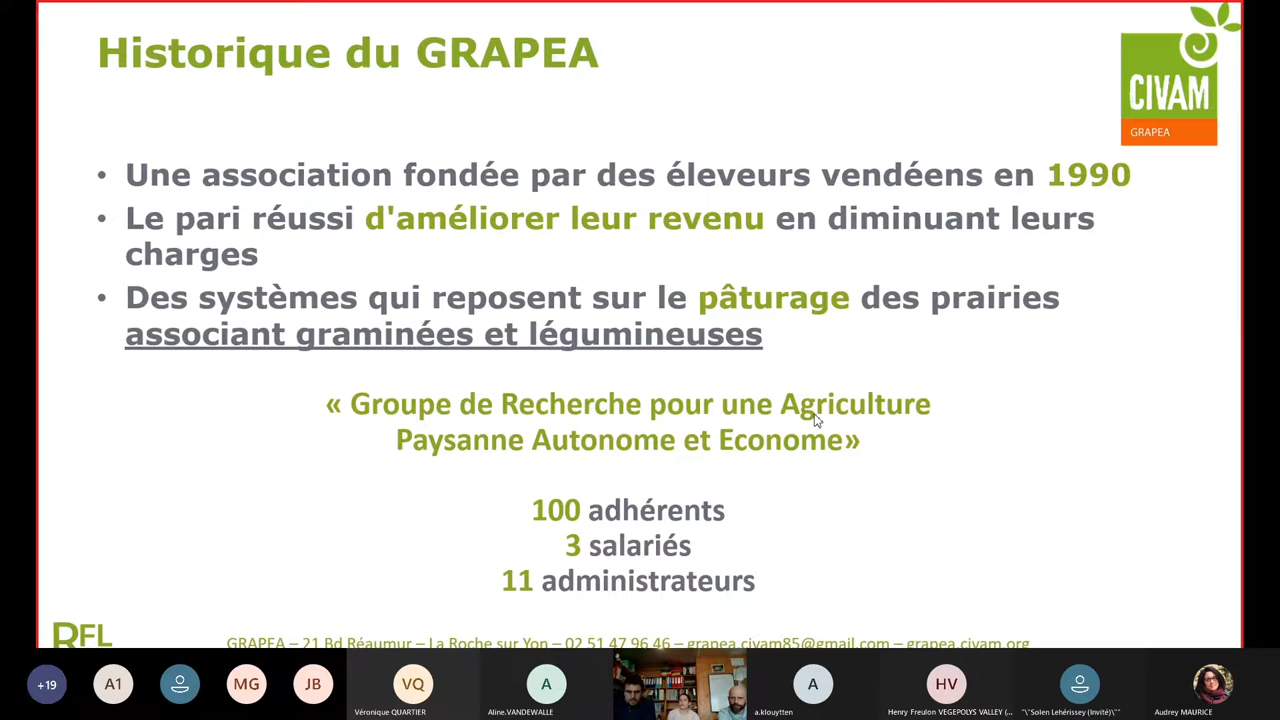 Historique du GRAPEA
CIVAM
GRAPEA
• Une association fondée par des éleveurs vendéens en 1990
• Le pari réussi d'améliorer leur revenu en diminuant leurs
charges
• Des systèmes qui reposent sur le pâturage des prairies
associant graminées et légumineuses
« Groupe de Recherche pour une Agriculture
Paysanne Autonome et Econome»
100 adhérents
3 salariés
11 administrateurs
GRAPEA – 21 Bd Réaumur – La Roche sur Yon – 02 51 47 96 46 – grapea.civam85@gmail.com – grapea.civam.org
+19
A1
MG
JB
VQ
A
A
HV
Véronique QUARTIER
Aline.VANDEWALLE
a.klouytten
Henry Freulon VEGEPOLYS VALLEY (...
"\"Solen Lehérissey (Invité)\""
Audrey MAURICE